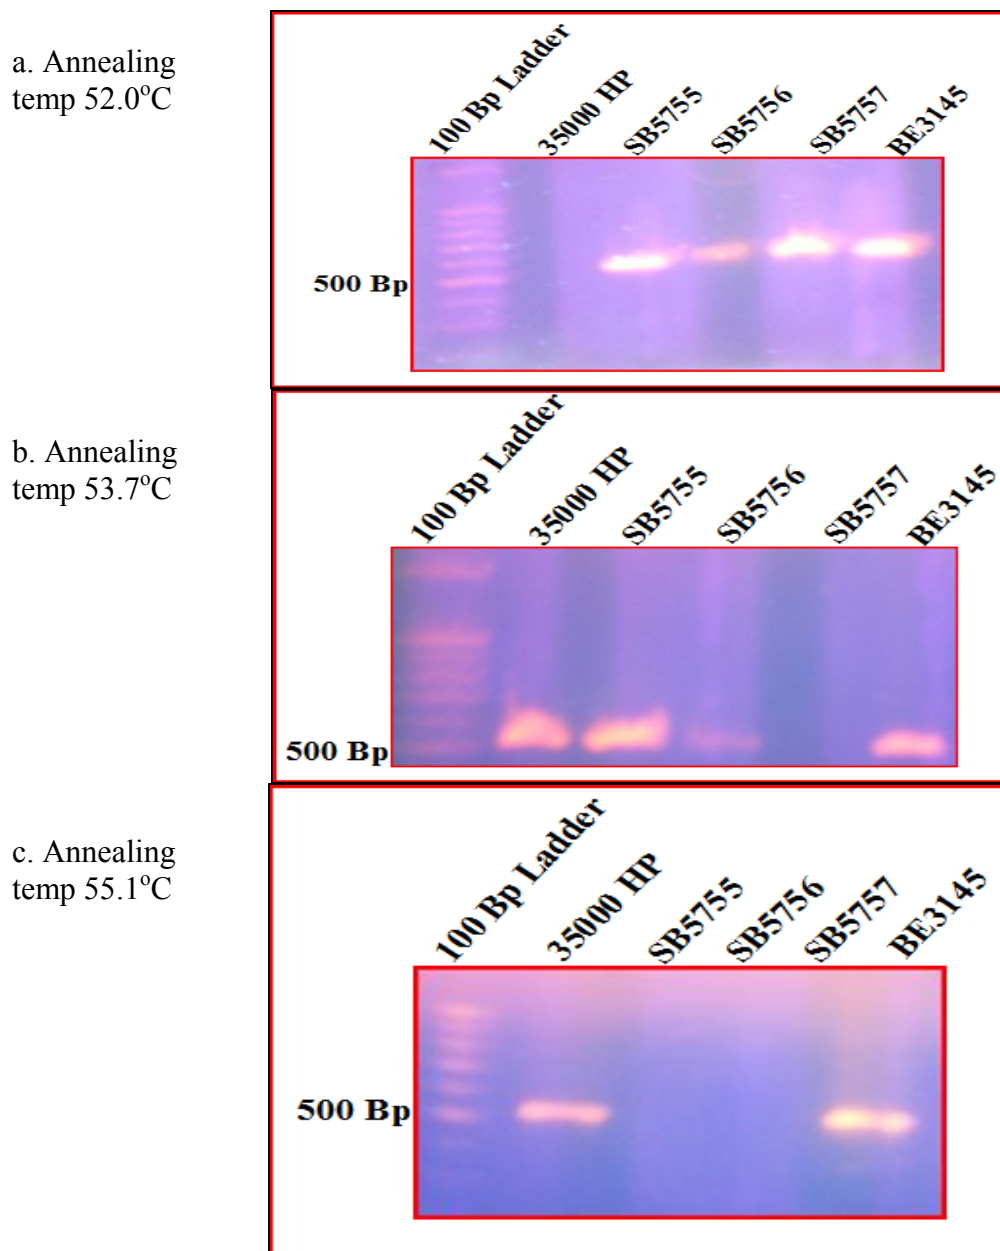 a. Annealing
temp 52.0°C
100 Bp Ladder
35000 HP
SB5755
SB5756
SB5757
BE3145
500 Bp
b. Annealing
temp 53.7°C
100 Bp Ladder
35000 HP
SB5755
SB5756
SB5757
BE3145
500 Bp
c. Annealing
temp 55.1°C
100 Bp Ladder
35000 HP
SB5755
SB5756
SB5757
BE3145
500 Bp